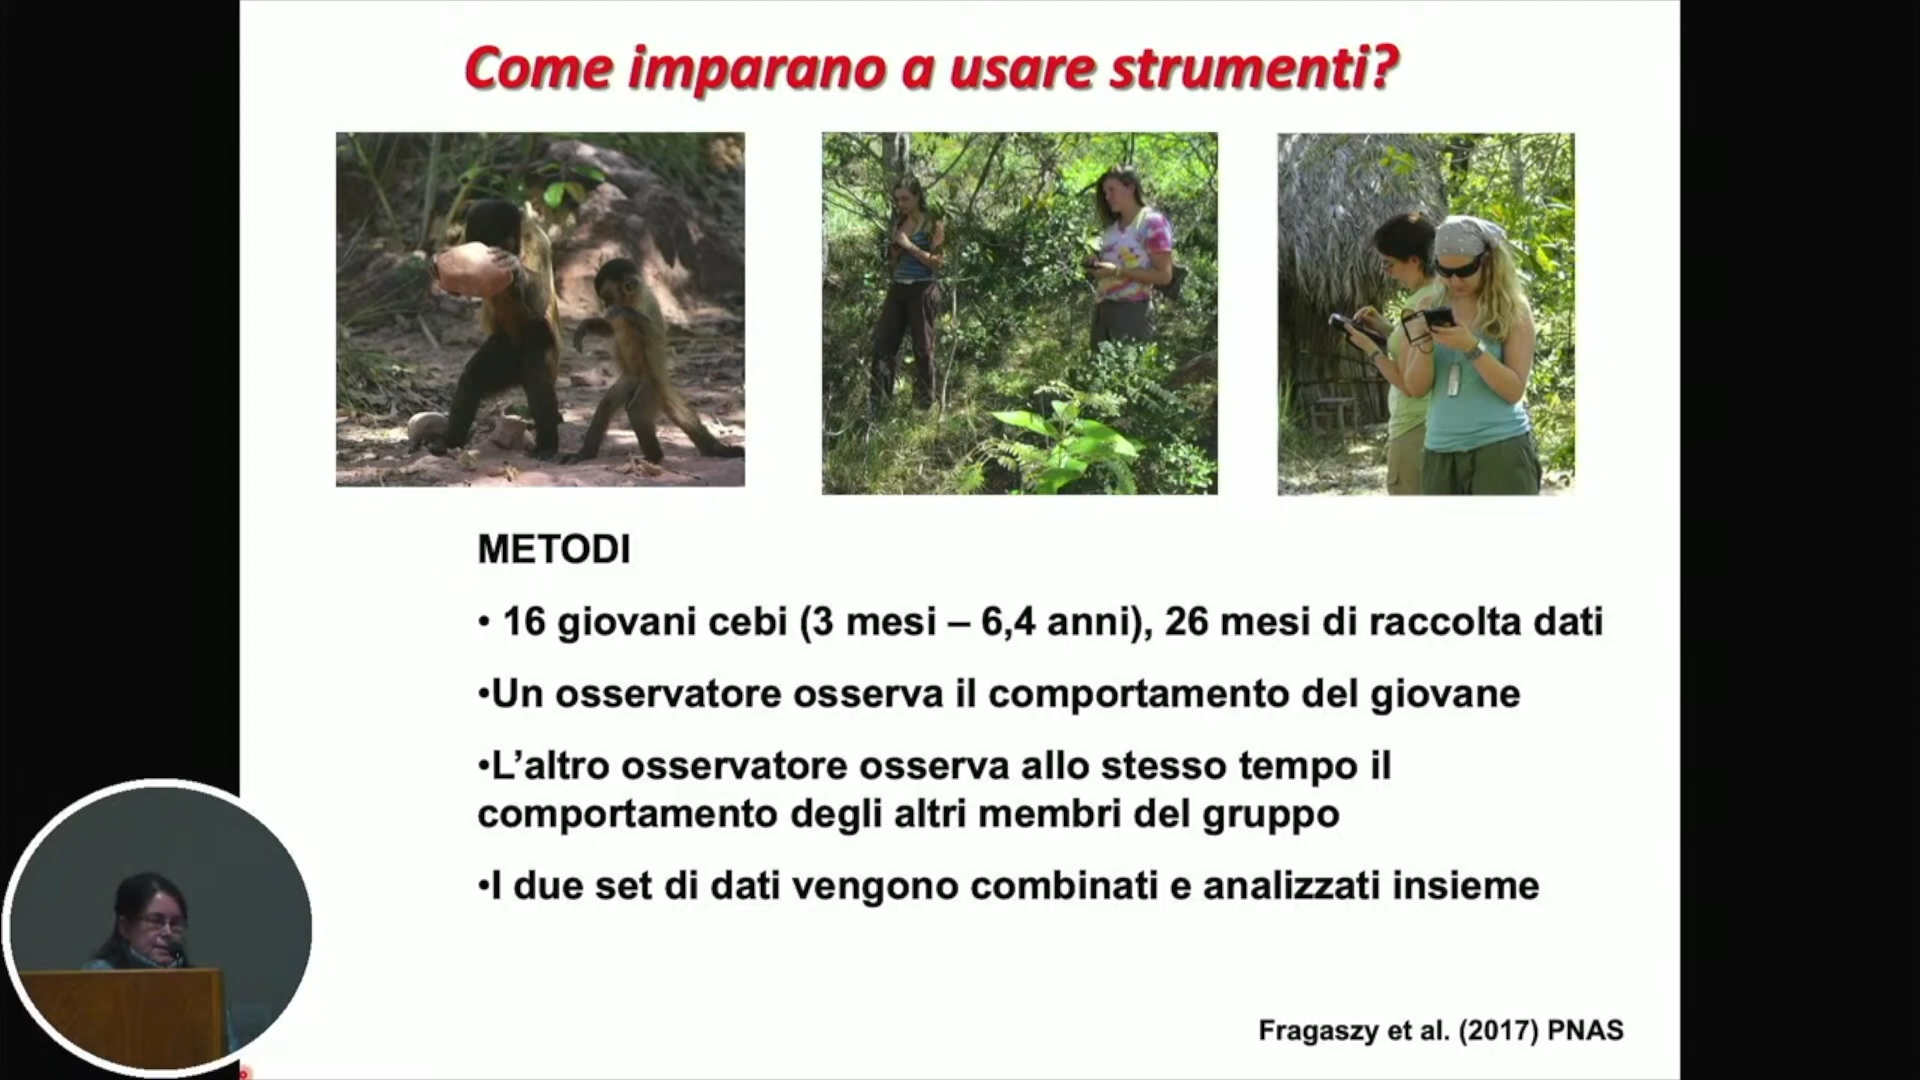 Come imparano a usare strumenti?
METODI
• 16 giovani cebi (3 mesi – 6,4 anni), 26 mesi di raccolta dati
•Un osservatore osserva il comportamento del giovane
•L’altro osservatore osserva allo stesso tempo il
comportamento degli altri membri del gruppo
•I due set di dati vengono combinati e analizzati insieme
Fragaszy et al. (2017) PNAS